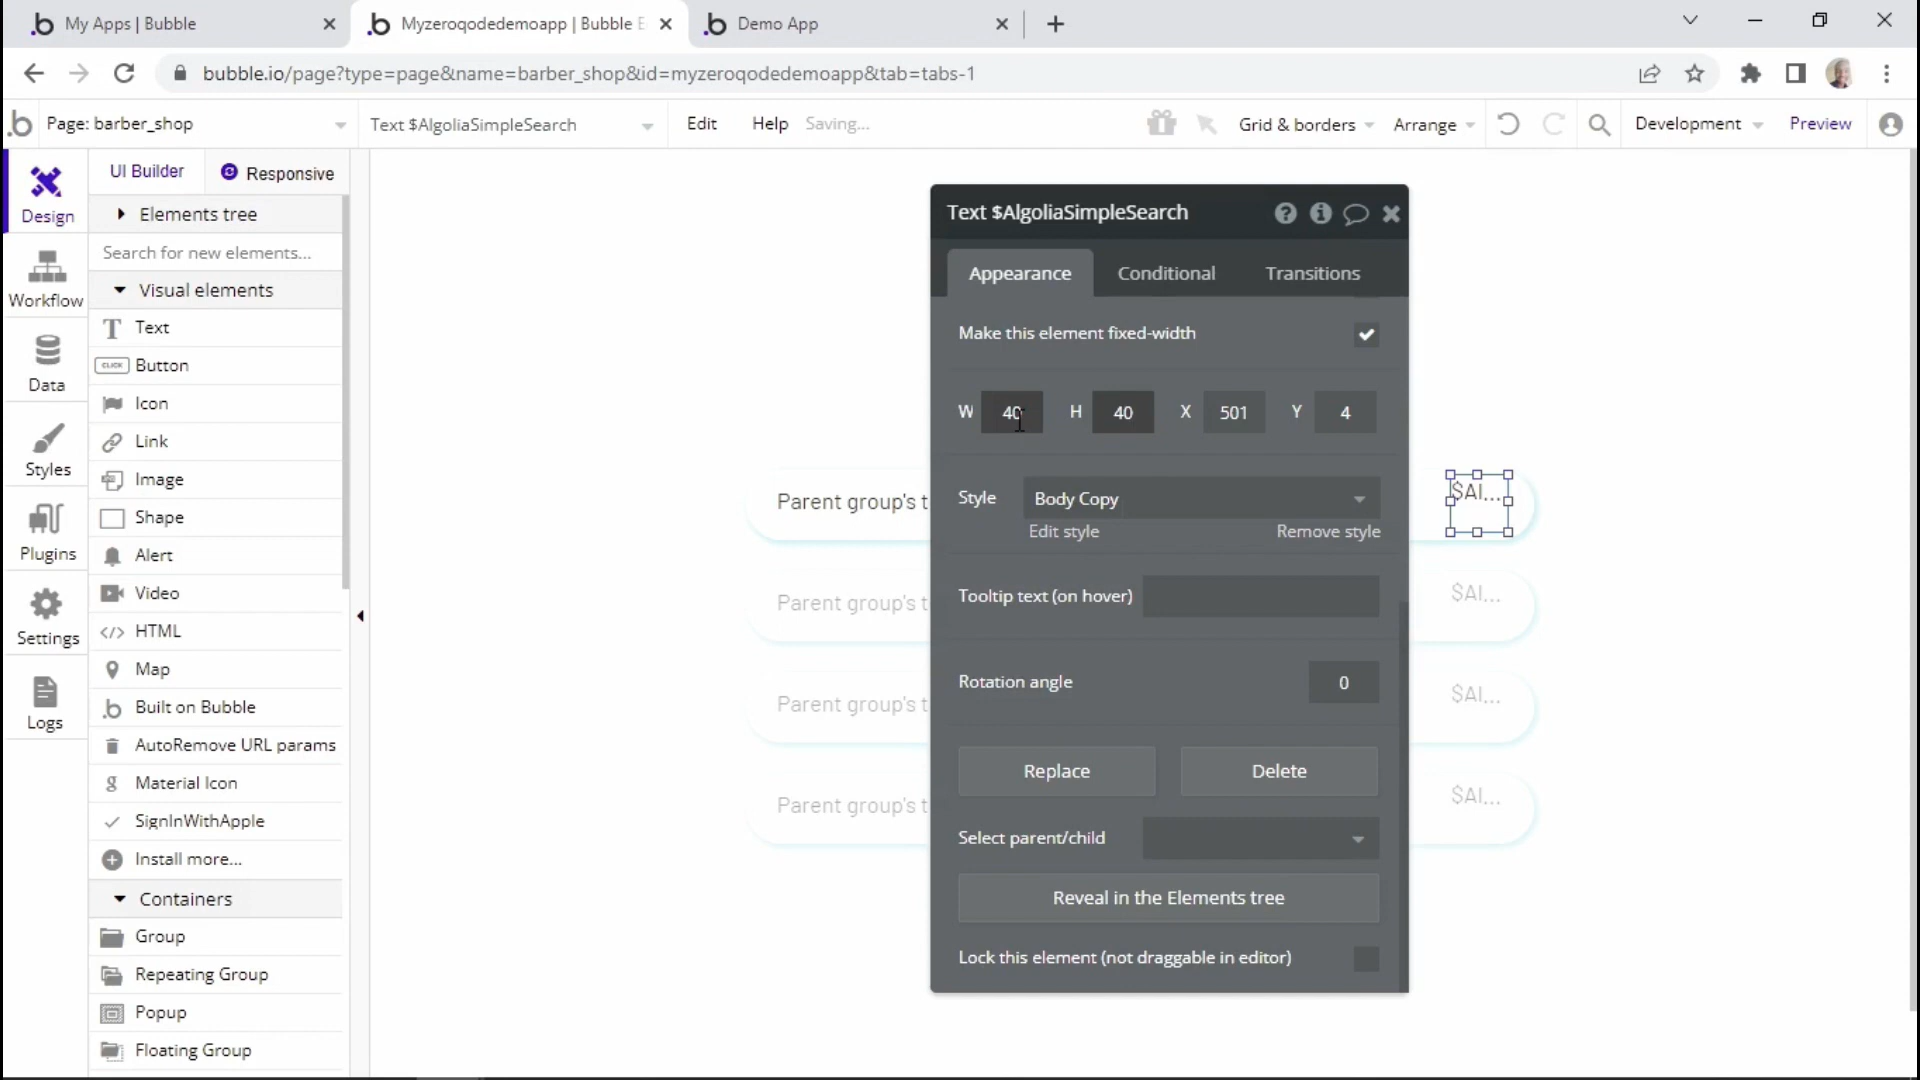 My Apps | Bubble
Myzeroqodedemoapp | Bubble E
Demo App
bubble.io/page?type=page&name=barber_shop&id=myzeroqodedemoapp&tab=tabs-1
Page: barber_shop
Text $AlgoliaSimpleSearch
Edit
Help
Saving...
Grid & borders
Arrange
Development
Preview
Design
Workflow
Data
Styles
Plugins
Settings
Logs
UI Builder
Responsive
Elements tree
Search for new elements...
Visual elements
Text
CLICK
Button
Icon
Link
Image
Shape
Alert
Video
HTML
Map
Built on Bubble
AutoRemove URL params
Material Icon
SignInWithApple
Install more...
Containers
Group
Repeating Group
Popup
Floating Group
Parent group's t
Parent group's t
Parent group's t
Parent group's t
Text $AlgoliaSimpleSearch
Appearance
Conditional
Transitions
Make this element fixed-width
W 40 H 40 X 501 Y 4
Style Body Copy
Edit style
Remove style
Tooltip text (on hover)
Rotation angle 0
Replace
Delete
Select parent/child
Reveal in the Elements tree
Lock this element (not draggable in editor)
$Al...
$Al...
$Al...
$Al...